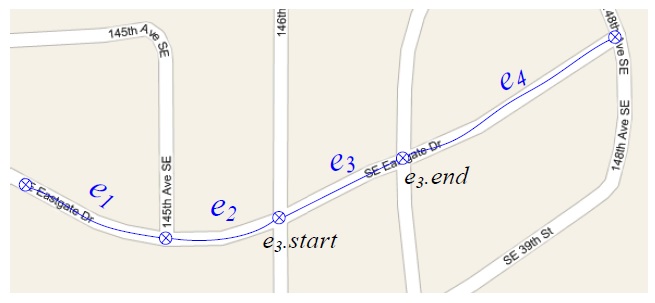 145th Ave SE
146th
148th Ave SE
e4
SE Eastgate Dr
e3
e3.end
148th Ave SE
145th Ave SE
SE Eastgate Dr
e1
e2
e3.start
SE 39th St